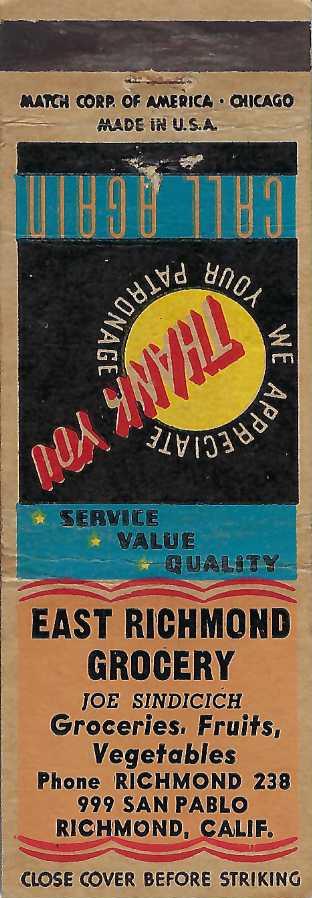 MATCH CORP. OF AMERICA · CHICAGO
MADE IN U.S.A.
CALL AGAIN
WE APPRECIATE
YOUR PATRONAGE
THANK YOU
SERVICE
VALUE
QUALITY
EAST RICHMOND
GROCERY
JOE SINDICICH
Groceries, Fruits,
Vegetables
Phone RICHMOND 238
999 SAN PABLO
RICHMOND, CALIF.
CLOSE COVER BEFORE STRIKING